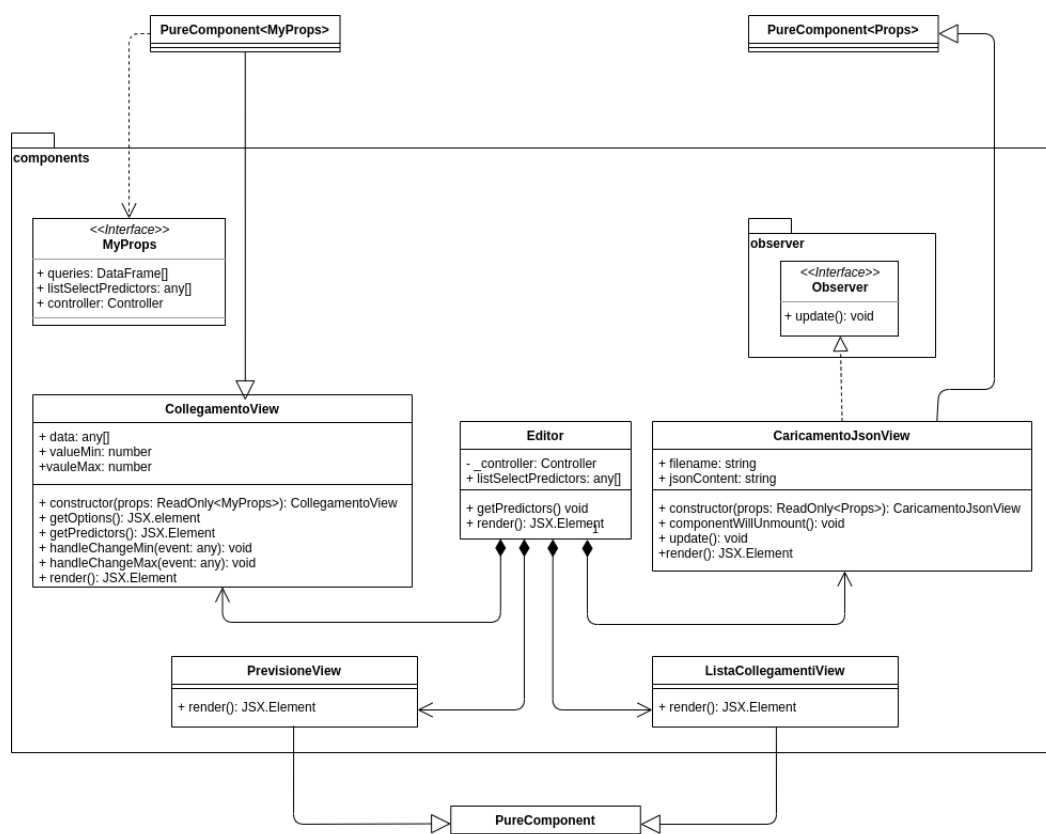 PureComponent<MyProps>
PureComponent<Props>
components
<<Interface>>
MyProps
+ queries: DataFrame[]
+ listSelectPredictors: any[]
+ controller: Controller
observer
<<Interface>>
Observer
+ update(): void
CollegamentoView
+ data: any[]
+ valueMin: number
+vauleMax: number
+ constructor(props: ReadOnly<MyProps>): CollegamentoView
+ getOptions(): JSX.element
+ getPredictors(): JSX.Element
+ handleChangeMin(event: any): void
+ handleChangeMax(event: any): void
+ render(): JSX.Element
Editor
- _controller: Controller
+ listSelectPredictors: any[]
+ getPredictors() void
+ render(): JSX.Element
1
CaricamentoJsonView
+ filename: string
+ jsonContent: string
+ constructor(props: ReadOnly<Props>): CaricamentoJsonView
+ componentWillUnmount(): void
+ update(): void
+render(): JSX.Element
PrevisioneView
+ render(): JSX.Element
ListaCollegamentiView
+ render(): JSX.Element
PureComponent